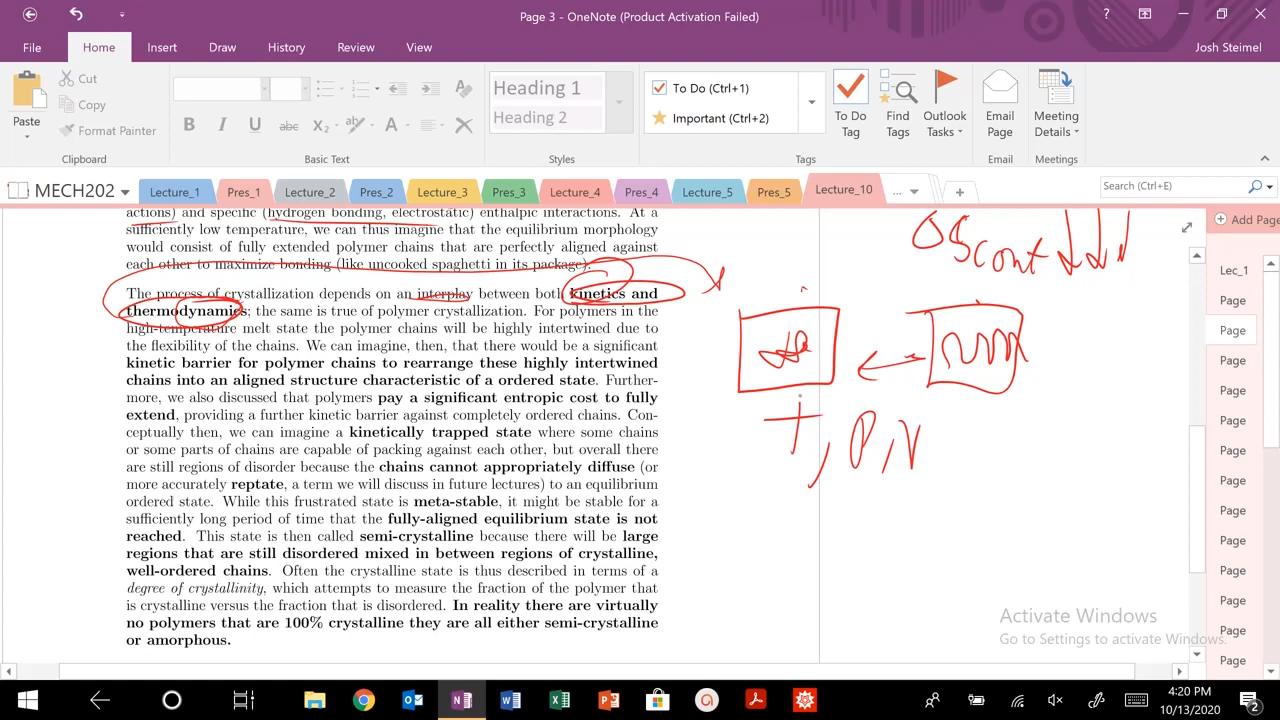 Page 3 - OneNote (Product Activation Failed)
?
File
Home
Insert
Draw
History
Review
View
Josh Steimel
Paste
Cut
Copy
Format Painter
Clipboard
B I U abc X₂ A
Basic Text
Heading 1
Heading 2
Styles
To Do (Ctrl+1)
Important (Ctrl+2)
To Do Tag
Find Tags
Tags
Outlook Tasks
Email Page
Email
Meeting Details
Meetings
MECH202
Lecture_1
Pres_1
Lecture_2
Pres_2
Lecture_3
Pres_3
Lecture_4
Pres_4
Lecture_5
Pres_5
Lecture_10
...
Search (Ctrl+E)
actions) and specific (hydrogen bonding, electrostatic) enthalpic interactions. At a
sufficiently low temperature, we can thus imagine that the equilibrium morphology
would consist of fully extended polymer chains that are perfectly aligned against
each other to maximize bonding (like uncooked spaghetti in its package).
The process of crystallization depends on an interplay between both kinetics and
thermodynamics; the same is true of polymer crystallization. For polymers in the
high-temperature melt state the polymer chains will be highly intertwined due to
the flexibility of the chains. We can imagine, then, that there would be a significant
kinetic barrier for polymer chains to rearrange these highly intertwined
chains into an aligned structure characteristic of a ordered state. Further-
more, we also discussed that polymers pay a significant entropic cost to fully
extend, providing a further kinetic barrier against completely ordered chains. Con-
ceptually then, we can imagine a kinetically trapped state where some chains
or some parts of chains are capable of packing against each other, but overall there
are still regions of disorder because the chains cannot appropriately diffuse (or
more accurately reptate, a term we will discuss in future lectures) to an equilibrium
ordered state. While this frustrated state is meta-stable, it might be stable for a
sufficiently long period of time that the fully-aligned equilibrium state is not
reached. This state is then called semi-crystalline because there will be large
regions that are still disordered mixed in between regions of crystalline,
well-ordered chains. Often the crystalline state is thus described in terms of a
degree of crystallinity, which attempts to measure the fraction of the polymer that
is crystalline versus the fraction that is disordered. In reality there are virtually
no polymers that are 100% crystalline they are all either semi-crystalline
or amorphous.
Scont ↓↓↓
T, P, V
Add Page
Lec_1
Page
Page
Page
Page
Page
Page
Page
Page
Page
Page
Page
Page
Page
Activate Windows
Go to Settings to activate Windows.
4:20 PM
10/13/2020
2